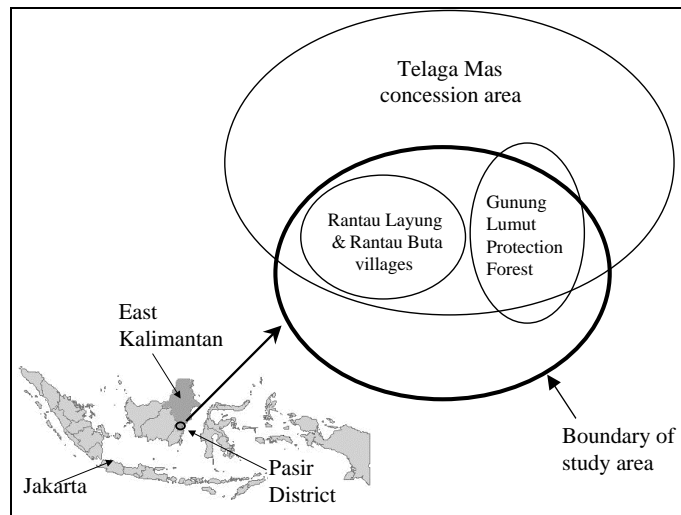 Telaga Mas
concession area
Rantau Layung
& Rantau Buta
villages
Gunung
Lumut
Protection
Forest
East
Kalimantan
Boundary of
study area
Jakarta
Pasir
District